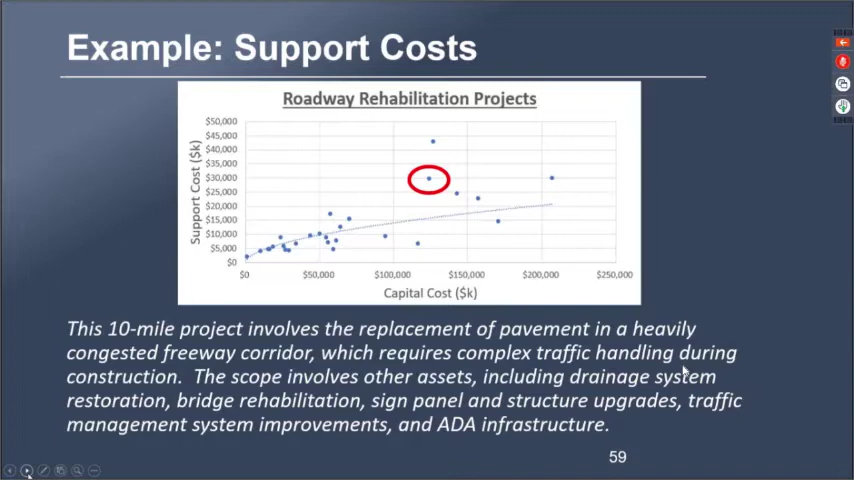 Example: Support Costs
Roadway Rehabilitation Projects
Support Cost ($k)
$50,000
$45,000
$40,000
$35,000
$30,000
$25,000
$20,000
$15,000
$10,000
$5,000
$0
$0 $50,000 $100,000 $150,000 $200,000 $250,000
Capital Cost ($k)
This 10-mile project involves the replacement of pavement in a heavily
congested freeway corridor, which requires complex traffic handling during
construction. The scope involves other assets, including drainage system
restoration, bridge rehabilitation, sign panel and structure upgrades, traffic
management system improvements, and ADA infrastructure.
59